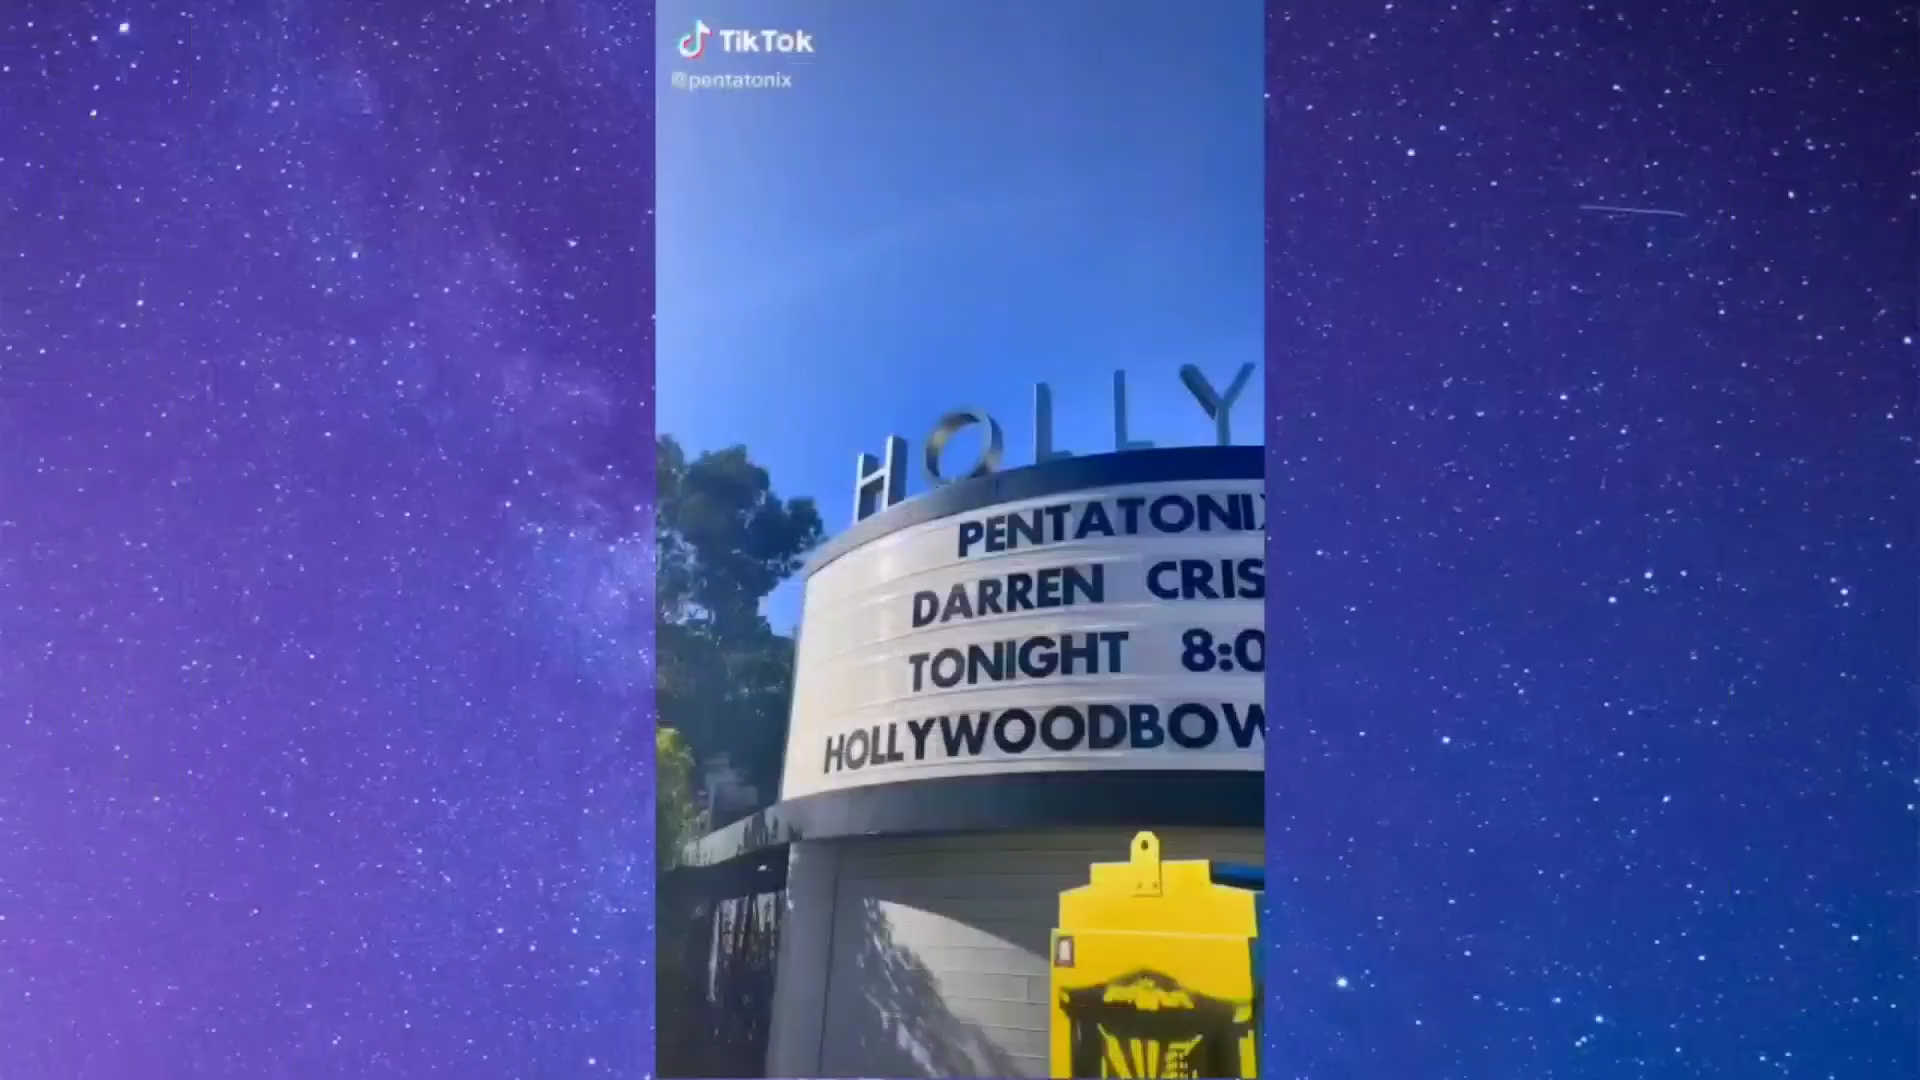 TikTok
@pentatonix
HOLLY
PENTATONIX
DARREN CRIS
TONIGHT 8:0
HOLLYWOODBOW